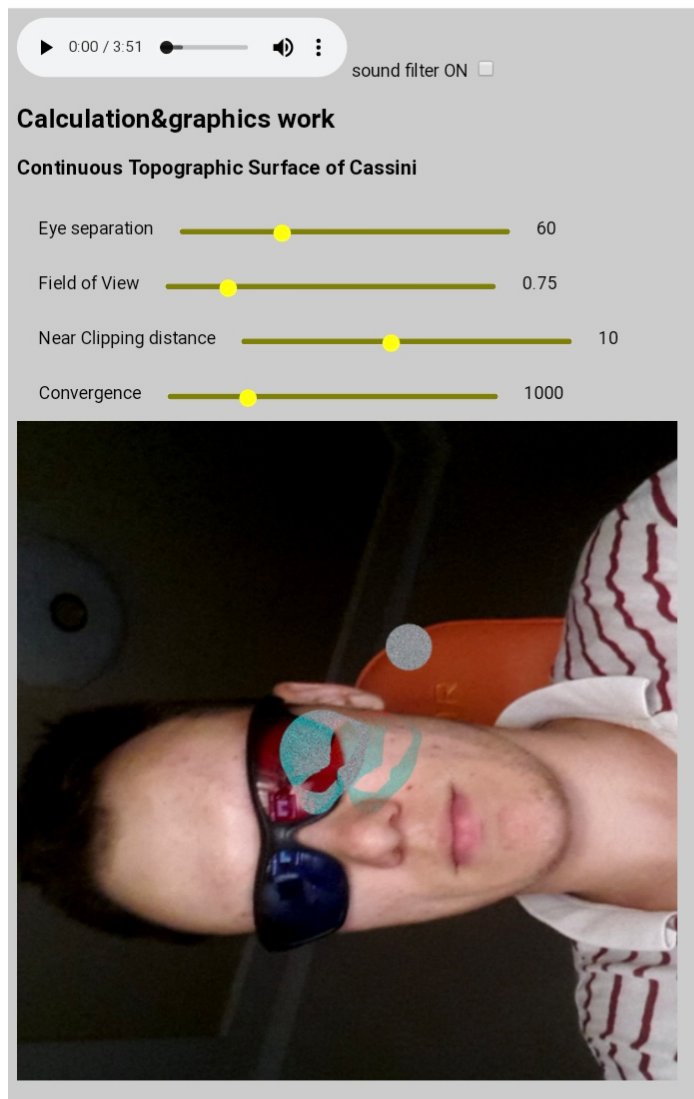 0:00 / 3:51
sound filter ON
Calculation&graphics work
Continuous Topographic Surface of Cassini
Eye separation 60
Field of View 0.75
Near Clipping distance 10
Convergence 1000